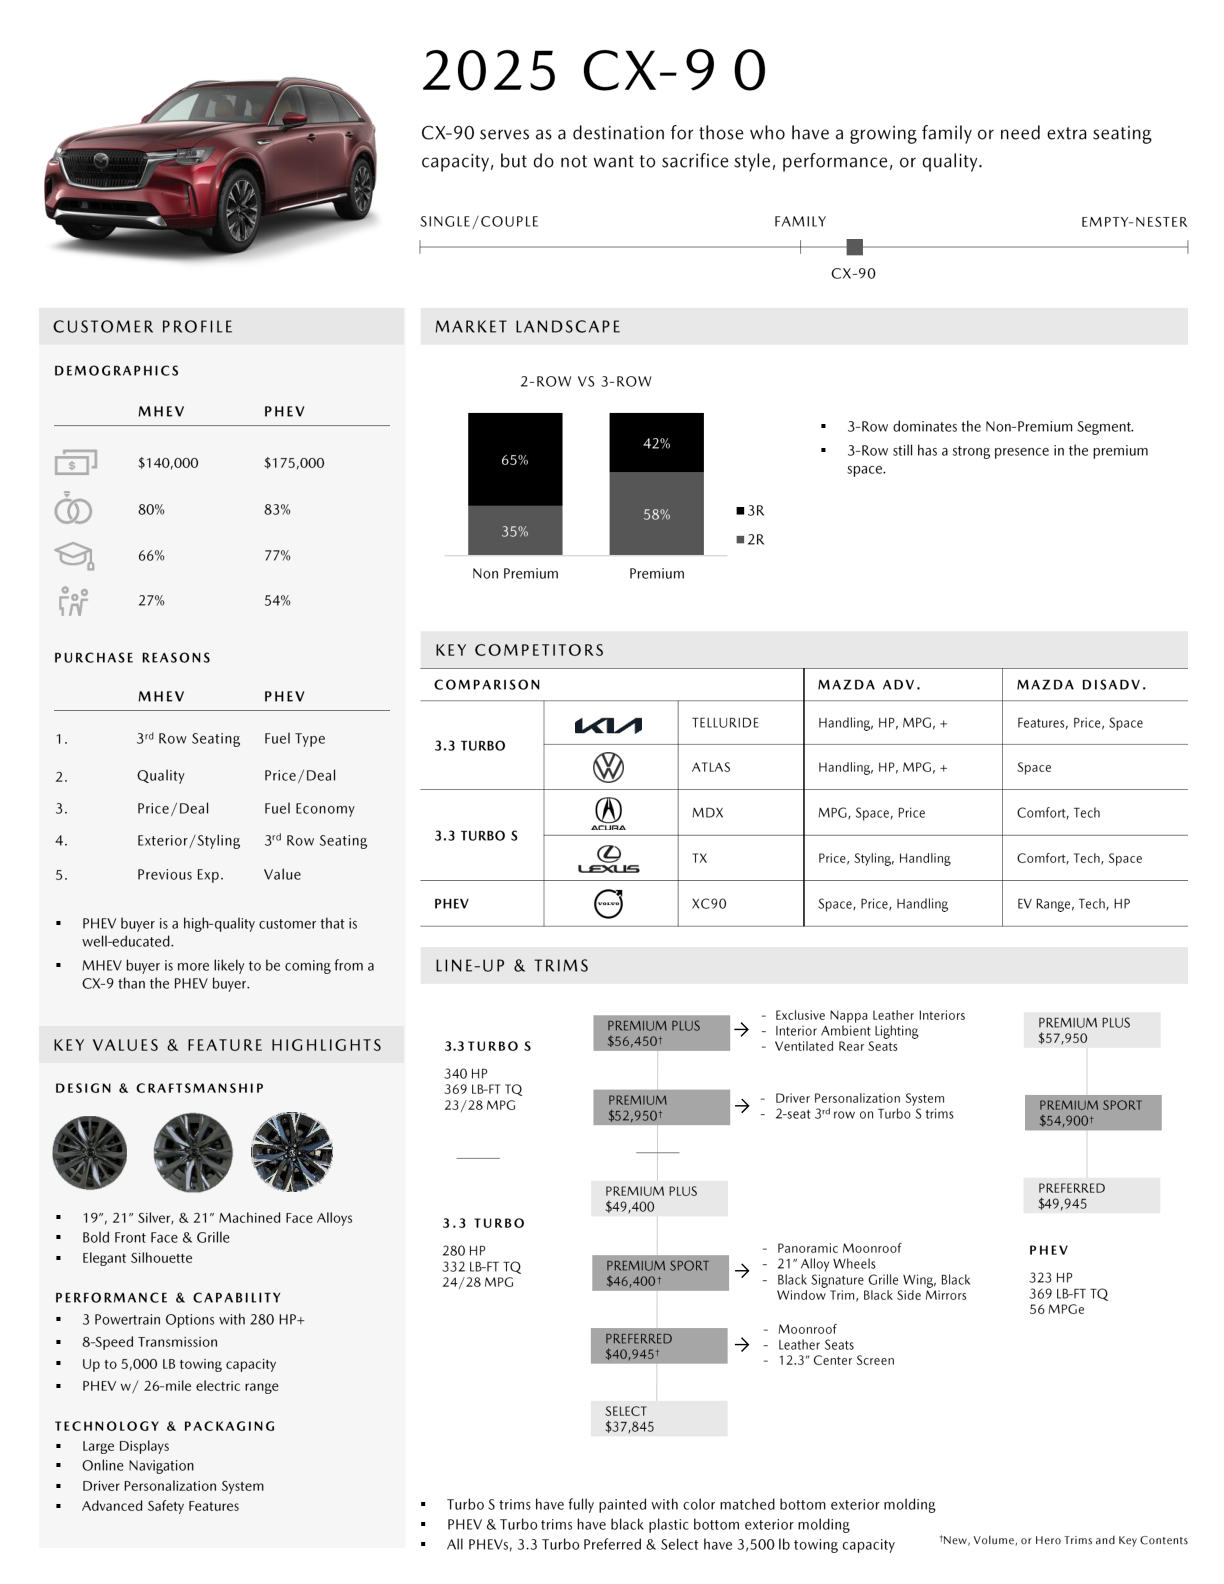 2025 CX-9 0
CX-90 serves as a destination for those who have a growing family or need extra seating
capacity, but do not want to sacrifice style, performance, or quality.
SINGLE/COUPLE FAMILY EMPTY-NESTER
CX-90
CUSTOMER PROFILE
DEMOGRAPHICS
MHEV PHEV
$
$140,000 $175,000
80% 83%
66% 77%
27% 54%
PURCHASE REASONS
MHEV PHEV
1. 3rd Row Seating Fuel Type
2. Quality Price/Deal
3. Price/Deal Fuel Economy
4. Exterior/Styling 3rd Row Seating
5. Previous Exp. Value
▪ PHEV buyer is a high-quality customer that is
well-educated.
▪ MHEV buyer is more likely to be coming from a
CX-9 than the PHEV buyer.
KEY VALUES & FEATURE HIGHLIGHTS
DESIGN & CRAFTSMANSHIP
▪ 19”, 21” Silver, & 21” Machined Face Alloys
▪ Bold Front Face & Grille
▪ Elegant Silhouette
PERFORMANCE & CAPABILITY
▪ 3 Powertrain Options with 280 HP+
▪ 8-Speed Transmission
▪ Up to 5,000 LB towing capacity
▪ PHEV w/ 26-mile electric range
TECHNOLOGY & PACKAGING
▪ Large Displays
▪ Online Navigation
▪ Driver Personalization System
▪ Advanced Safety Features
MARKET LANDSCAPE
2-ROW VS 3-ROW
65% 42%
35% 58%
3R
2R
Non Premium Premium
▪ 3-Row dominates the Non-Premium Segment.
▪ 3-Row still has a strong presence in the premium
space.
KEY COMPETITORS
COMPARISON MAZDA ADV. MAZDA DISADV.
3.3 TURBO
KIA TELLURIDE Handling, HP, MPG, + Features, Price, Space
VW ATLAS Handling, HP, MPG, + Space
3.3 TURBO S
ACURA MDX MPG, Space, Price Comfort, Tech
LEXUS TX Price, Styling, Handling Comfort, Tech, Space
PHEV VOLVO XC90 Space, Price, Handling EV Range, Tech, HP
LINE-UP & TRIMS
3.3 TURBO S
340 HP
369 LB-FT TQ
23/28 MPG
PREMIUM PLUS
$56,450†
- Exclusive Nappa Leather Interiors
- Interior Ambient Lighting
- Ventilated Rear Seats
PREMIUM
$52,950†
- Driver Personalization System
- 2-seat 3rd row on Turbo S trims
3.3 TURBO
280 HP
332 LB-FT TQ
24/28 MPG
PREMIUM PLUS
$49,400
PREMIUM SPORT
$46,400†
- Panoramic Moonroof
- 21” Alloy Wheels
- Black Signature Grille Wing, Black
Window Trim, Black Side Mirrors
PREFERRED
$40,945†
- Moonroof
- Leather Seats
- 12.3” Center Screen
SELECT
$37,845
PREMIUM PLUS
$57,950
PREMIUM SPORT
$54,900†
PREFERRED
$49,945
PHEV
323 HP
369 LB-FT TQ
56 MPGe
▪ Turbo S trims have fully painted with color matched bottom exterior molding
▪ PHEV & Turbo trims have black plastic bottom exterior molding
▪ All PHEVs, 3.3 Turbo Preferred & Select have 3,500 lb towing capacity
†New, Volume, or Hero Trims and Key Contents